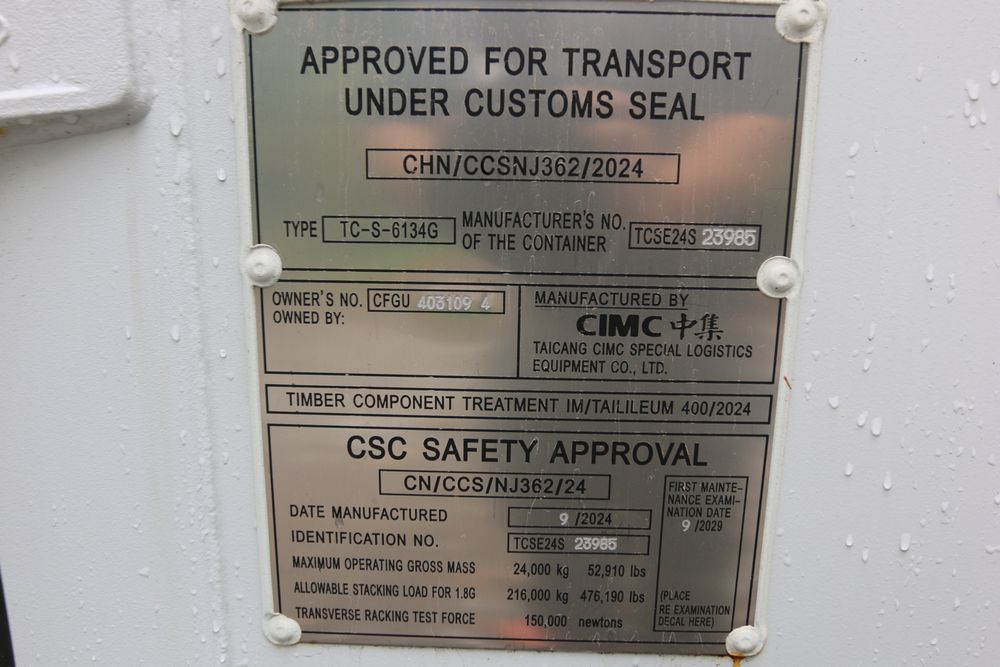 APPROVED FOR TRANSPORT
UNDER CUSTOMS SEAL
CHN/CCSNJ362/2024
TYPE TC-S-6134G MANUFACTURER'S NO. OF THE CONTAINER TCSE24S 23985
OWNER'S NO. CFGU 403109 4
OWNED BY:
MANUFACTURED BY
CIMC 中集
TAICANG CIMC SPECIAL LOGISTICS
EQUIPMENT CO., LTD.
TIMBER COMPONENT TREATMENT IM/TAILILEUM 400/2024
CSC SAFETY APPROVAL
CN/CCS/NJ362/24
DATE MANUFACTURED 9 /2024
IDENTIFICATION NO. TCSE24S 23985
MAXIMUM OPERATING GROSS MASS 24,000 kg 52,910 lbs
ALLOWABLE STACKING LOAD FOR 1.8G 216,000 kg 476,190 lbs
TRANSVERSE RACKING TEST FORCE 150,000 newtons
FIRST MAINTE-
NANCE EXAMI-
NATION DATE
9 /2029
(PLACE
RE EXAMINATION
DECAL HERE)